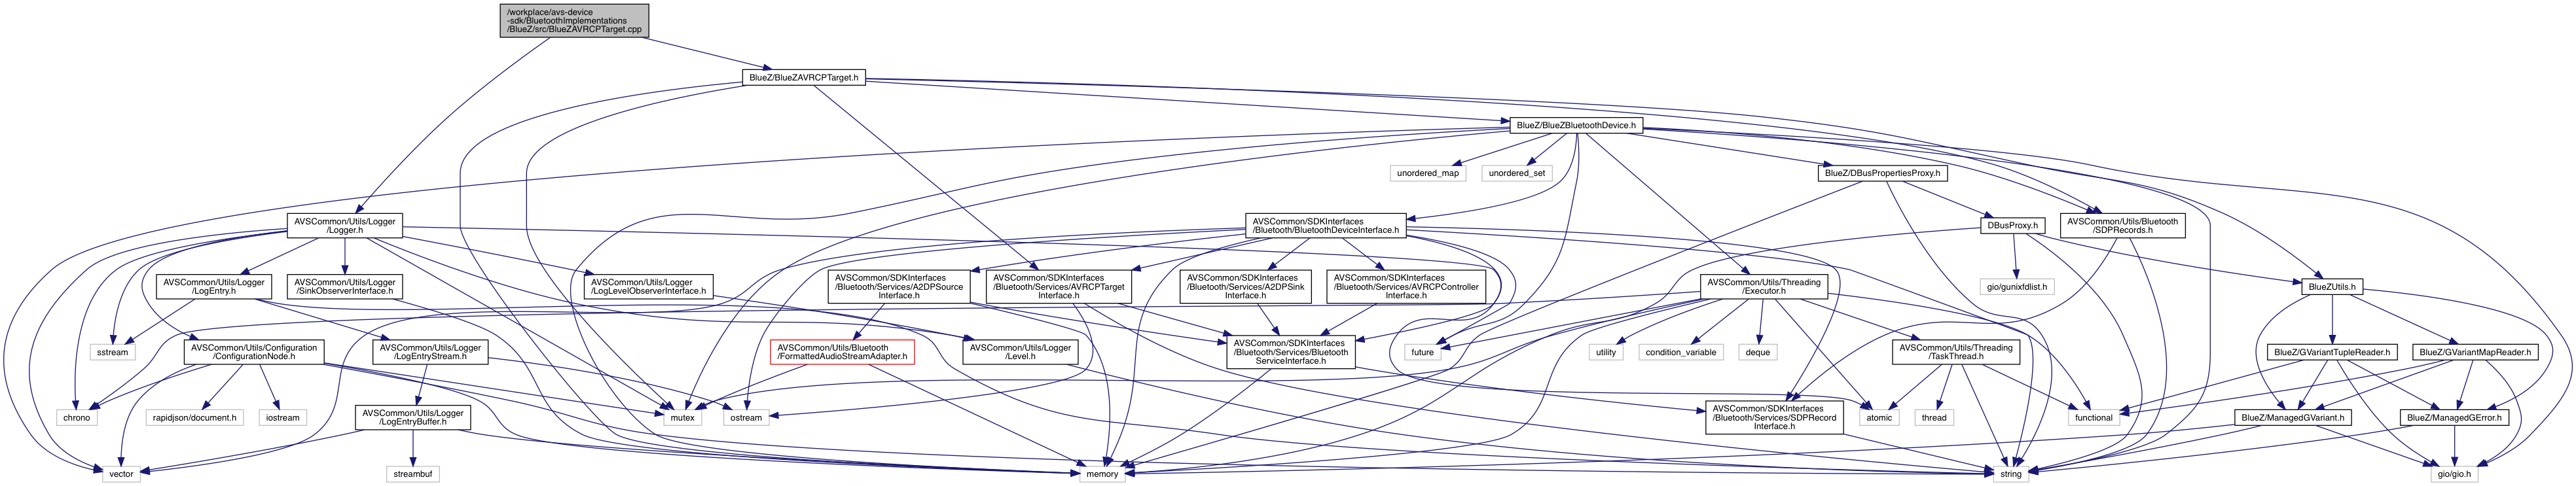 /workplace/avs-device
-sdk/BluetoothImplementations
/BlueZ/src/BlueZAVRCPTarget.cpp
BlueZ/BlueZAVRCPTarget.h
BlueZ/BlueZBluetoothDevice.h
unordered_map
unordered_set
BlueZ/DBusPropertiesProxy.h
AVSCommon/Utils/Logger
/Logger.h
AVSCommon/SDKInterfaces
/Bluetooth/BluetoothDeviceInterface.h
DBusProxy.h
AVSCommon/Utils/Bluetooth
/SDPRecords.h
AVSCommon/Utils/Logger
/LogEntry.h
AVSCommon/Utils/Logger
/SinkObserverInterface.h
AVSCommon/Utils/Logger
/LogLevelObserverInterface.h
AVSCommon/SDKInterfaces
/Bluetooth/Services/A2DPSource
Interface.h
AVSCommon/SDKInterfaces
/Bluetooth/Services/AVRCPTarget
Interface.h
AVSCommon/SDKInterfaces
/Bluetooth/Services/A2DPSink
Interface.h
AVSCommon/SDKInterfaces
/Bluetooth/Services/AVRCPController
Interface.h
AVSCommon/Utils/Threading
/Executor.h
gio/gunixfdlist.h
BlueZUtils.h
sstream
AVSCommon/Utils/Configuration
/ConfigurationNode.h
AVSCommon/Utils/Logger
/LogEntryStream.h
AVSCommon/Utils/Bluetooth
/FormattedAudioStreamAdapter.h
AVSCommon/Utils/Logger
/Level.h
AVSCommon/SDKInterfaces
/Bluetooth/Services/Bluetooth
ServiceInterface.h
future
utility
condition_variable
deque
AVSCommon/Utils/Threading
/TaskThread.h
BlueZ/GVariantTupleReader.h
BlueZ/GVariantMapReader.h
chrono
rapidjson/document.h
iostream
AVSCommon/Utils/Logger
/LogEntryBuffer.h
mutex
ostream
AVSCommon/SDKInterfaces
/Bluetooth/Services/SDPRecord
Interface.h
atomic
thread
functional
BlueZ/ManagedGVariant.h
BlueZ/ManagedGError.h
vector
streambuf
memory
string
gio/gio.h